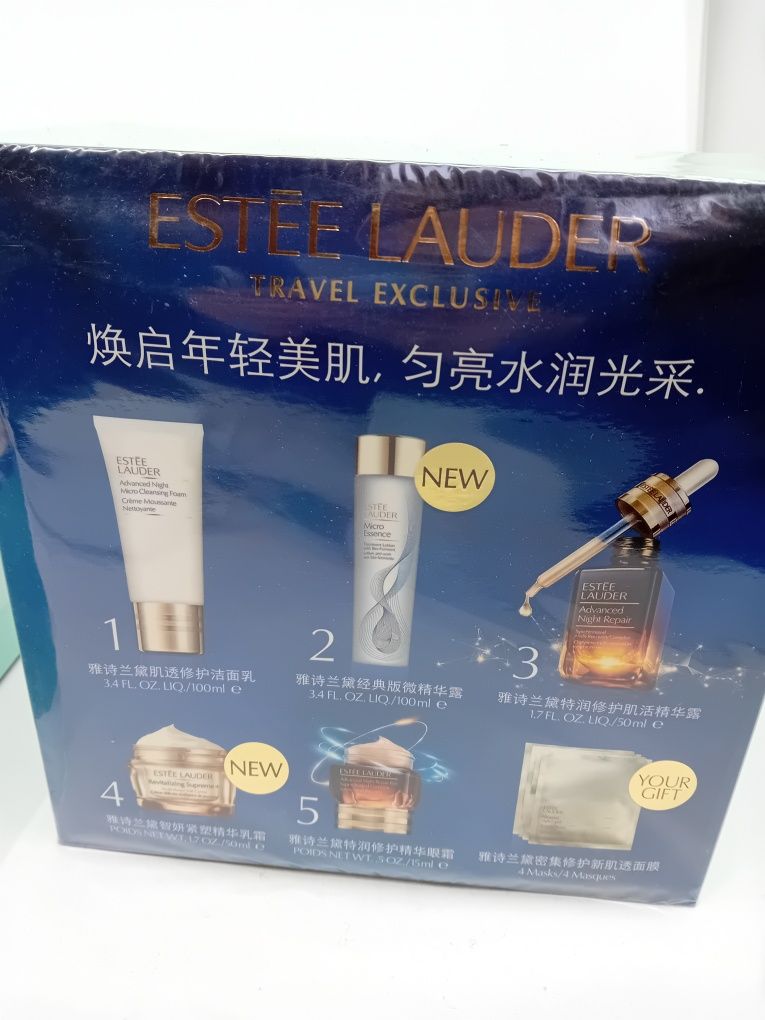 ESTĒE LAUDER
TRAVEL EXCLUSIVE
焕启年轻美肌, 匀亮水润光采.
ESTĒE
LAUDER
Advanced Night
Micro Cleansing Foam
Crème Moussante
Nettoyante
1
雅诗兰黛肌透修护洁面乳
3.4 FL. OZ. LIQ./100ml e
NEW
ESTĒE
LAUDER
Micro
Essence
2
雅诗兰黛经典版微精华露
3.4 FL. OZ. LIQ./100ml e
ESTĒE LAUDER
ESTĒE
LAUDER
Advanced
Night Repair
3
雅诗兰黛特润修护肌活精华露
1.7 FL. OZ. LIQ./50ml e
NEW
ESTĒE LAUDER
Revitalizing Supreme+
4
雅诗兰黛智妍紧塑精华乳霜
POIDS NET WT. 1.7 OZ./50ml e
ESTĒE LAUDER
5
雅诗兰黛特润修护精华眼霜
POIDS NET WT. .5 OZ./15ml e
YOUR
GIFT
ESTĒE
LAUDER
雅诗兰黛密集修护新肌透面膜
4 Masks/4 Masques